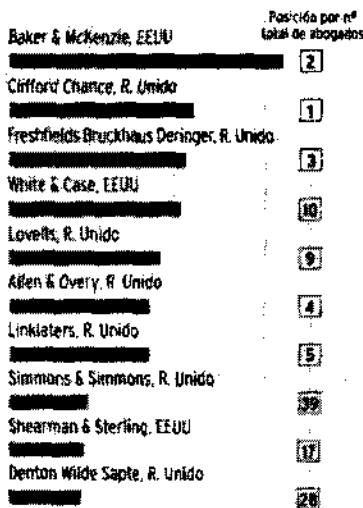 Posición por nº
total de abogados
Baker & McKenzie, EEUU
2
Clifford Chance, R. Unido
1
Freshfields Bruckhaus Deringer, R. Unido
3
White & Case, EEUU
10
Lovells, R. Unido
9
Allen & Overy, R. Unido
4
Linklaters, R. Unido
5
Simmons & Simmons, R. Unido
39
Shearman & Sterling, EEUU
17
Denton Wilde Sapte, R. Unido
28